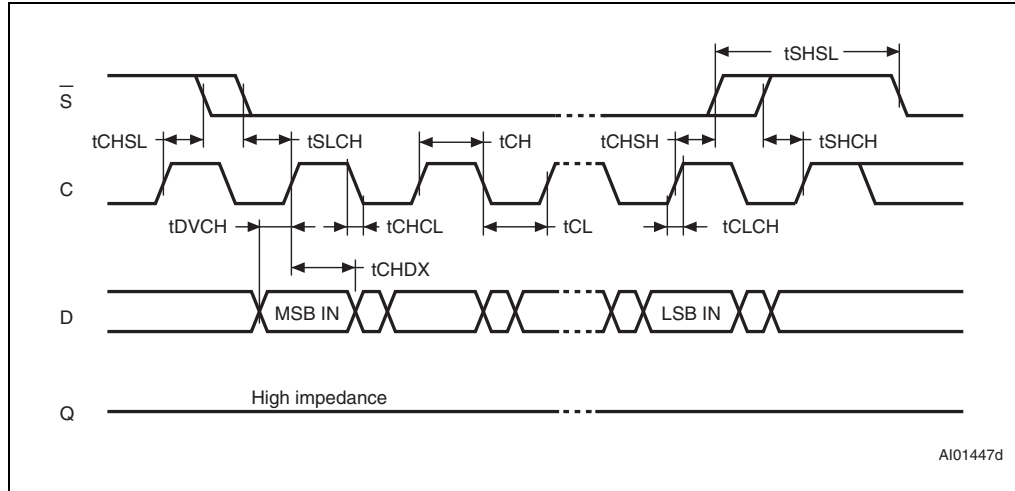 tSHSL
S
tCHSL
tSLCH
tCH
tCHSH
tSHCH
C
tDVCH
tCHCL
tCL
tCLCH
tCHDX
D
MSB IN
LSB IN
High impedance
Q
AI01447d